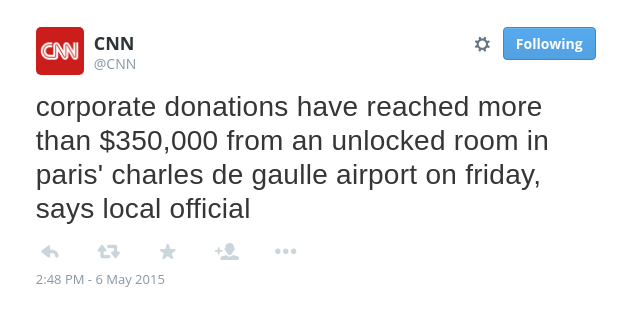 CNN
CNN
@CNN
Following
corporate donations have reached more
than $350,000 from an unlocked room in
paris' charles de gaulle airport on friday,
says local official
2:48 PM - 6 May 2015